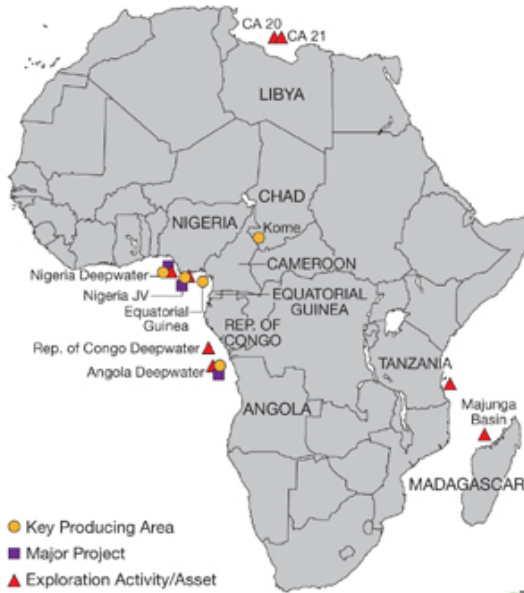 CA 20
CA 21
LIBYA
CHAD
NIGERIA
Kome
Nigeria Deepwater
CAMEROON
Nigeria JV
EQUATORIAL
GUINEA
Equatorial
Guinea
REP. OF
CONGO
Rep. of Congo Deepwater
TANZANIA
Angola Deepwater
ANGOLA
Majunga
Basin
MADAGASCAR
Key Producing Area
Major Project
Exploration Activity/Asset